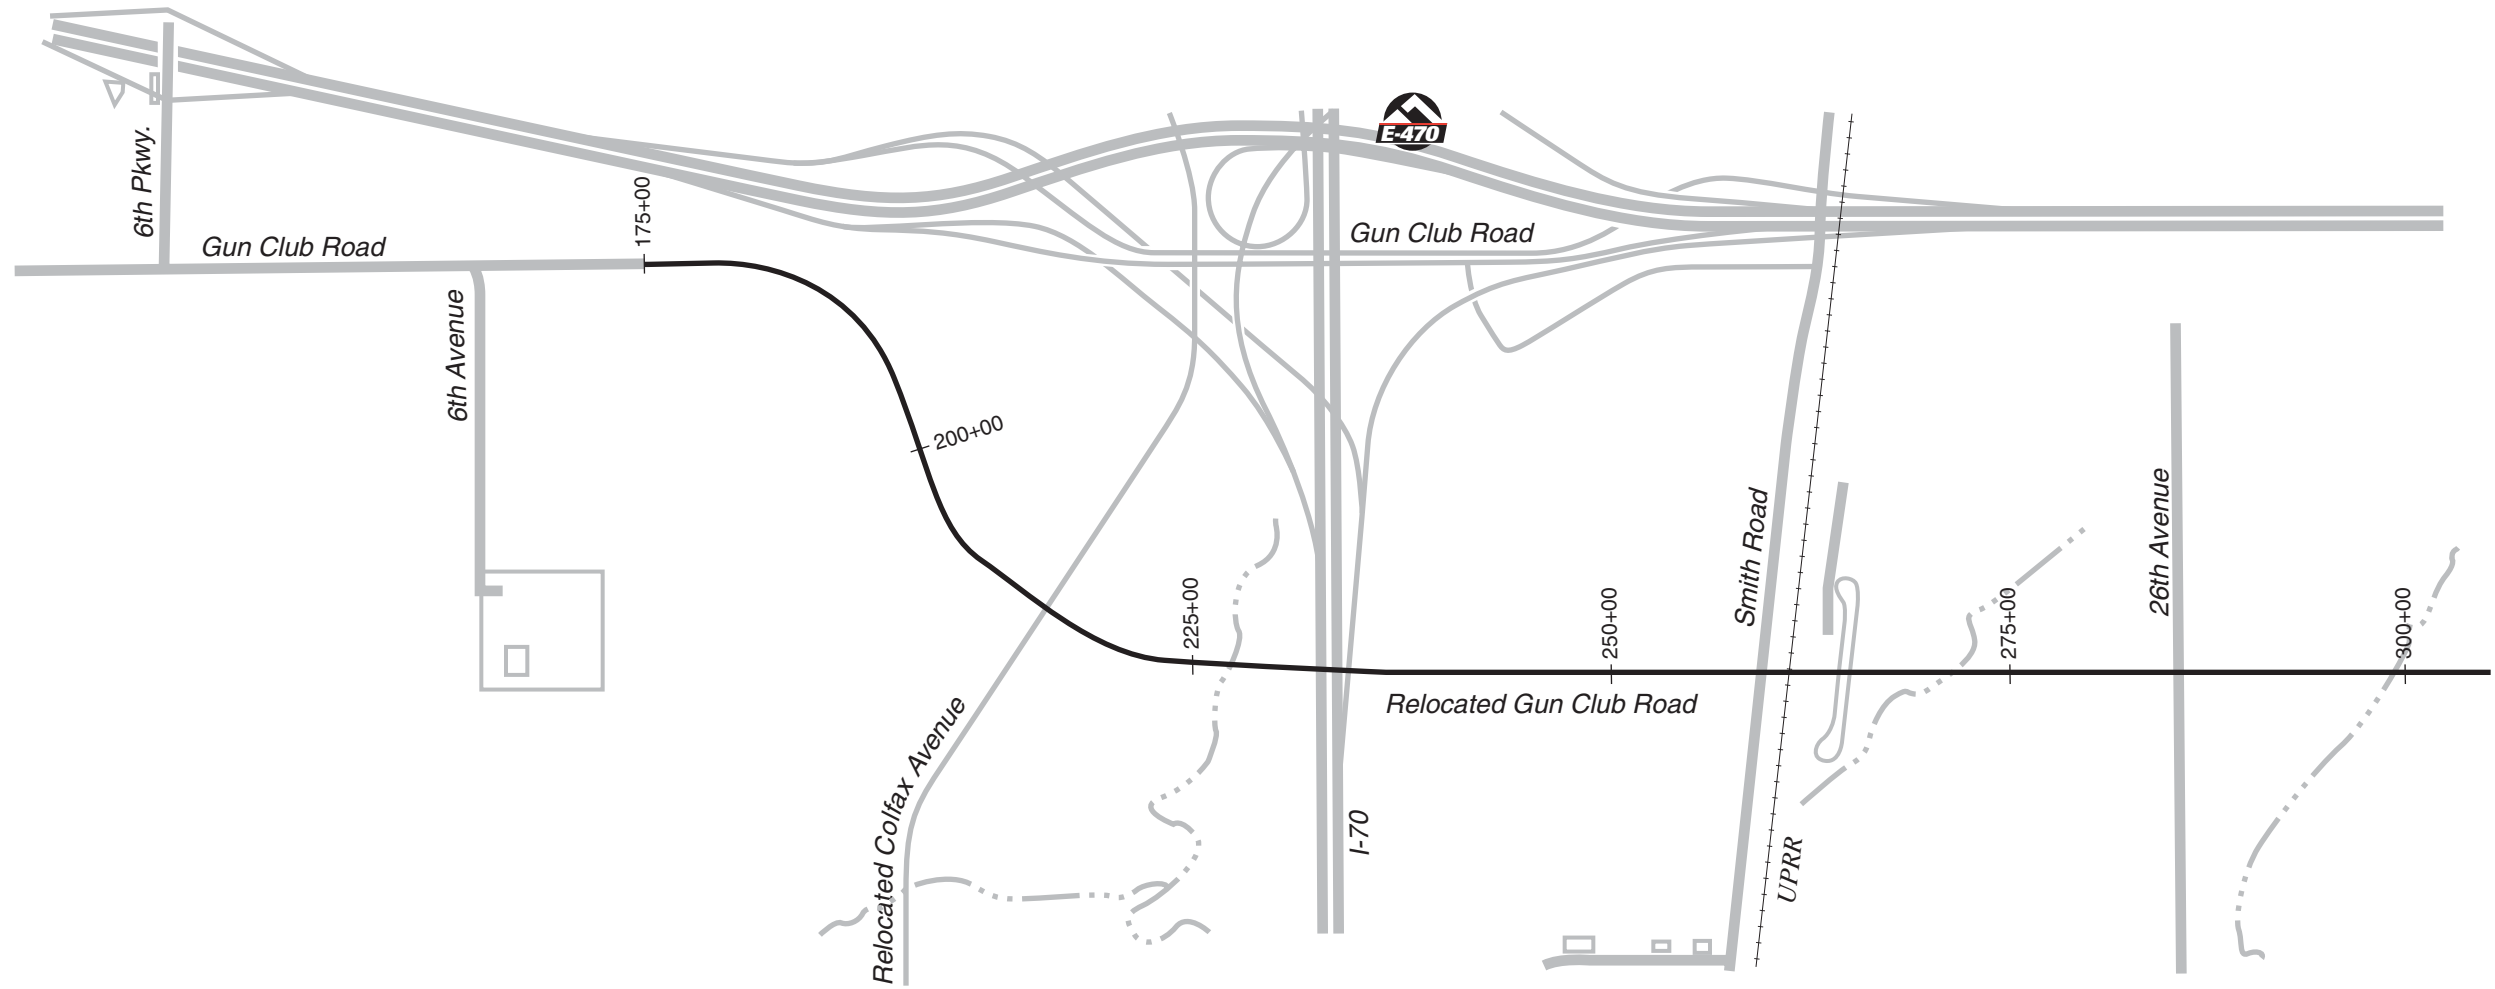 E-470
6th Pkwy.
Gun Club Road
175+00
Gun Club Road
6th Avenue
200+00
Smith Road
26th Avenue
225+00
250+00
275+00
300+00
Relocated Gun Club Road
Relocated Colfax Avenue
I-70
UPRR